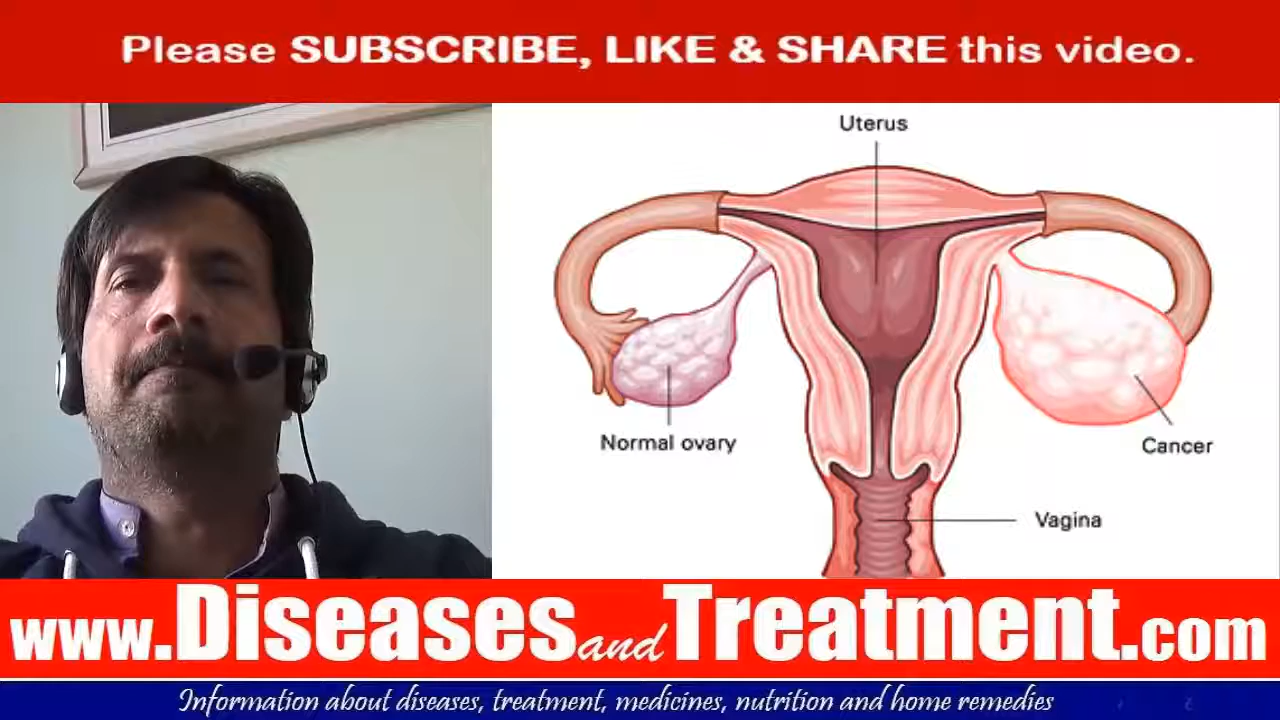 Please SUBSCRIBE, LIKE & SHARE this video.
Uterus
Normal ovary
Cancer
Vagina
www.DiseasesandTreatment.com
Information about diseases, treatment, medicines, nutrition and home remedies